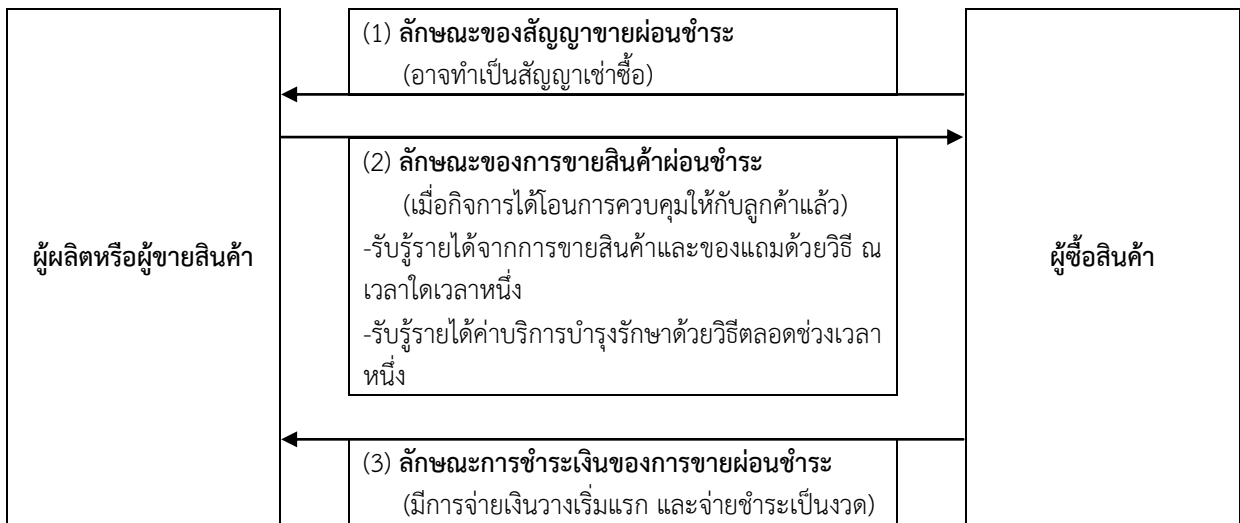 (1) ลักษณะของสัญญาขายผ่อนชำระ
(อาจทำเป็นสัญญาเช่าซื้อ)
(2) ลักษณะของการขายสินค้าผ่อนชำระ
(เมื่อกิจการได้โอนการควบคุมให้กับลูกค้าแล้ว)
-รับรู้รายได้จากการขายสินค้าและของแถมด้วยวิธี ณ
เวลาใดเวลาหนึ่ง
-รับรู้รายได้ค่าบริการบำรุงรักษาด้วยวิธีตลอดช่วงเวลา
หนึ่ง
ผู้ผลิตหรือผู้ขายสินค้า
ผู้ซื้อสินค้า
(3) ลักษณะการชำระเงินของการขายผ่อนชำระ
(มีการจ่ายเงินวางเริ่มแรก และจ่ายชำระเป็นงวด)